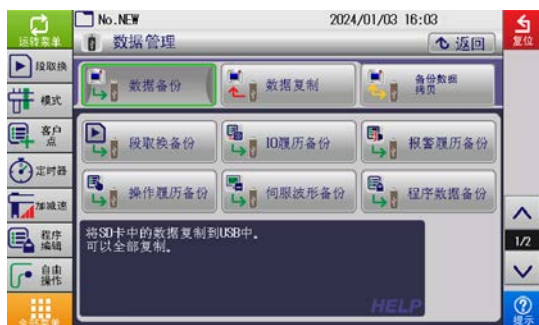 运转菜单
No.NEW
2024/01/03 16:03
复位
数据管理
返回
段取换
模式
客户
点
定时器
加减速
程序
编辑
自由
操作
全部菜单
数据备份
数据复制
备份数据
拷贝
段取换备份
IO履历备份
报警履历备份
操作履历备份
伺服波形备份
程序数据备份
将SD卡中的数据复制到USB中。
可以全部复制。
HELP
1/2
提示